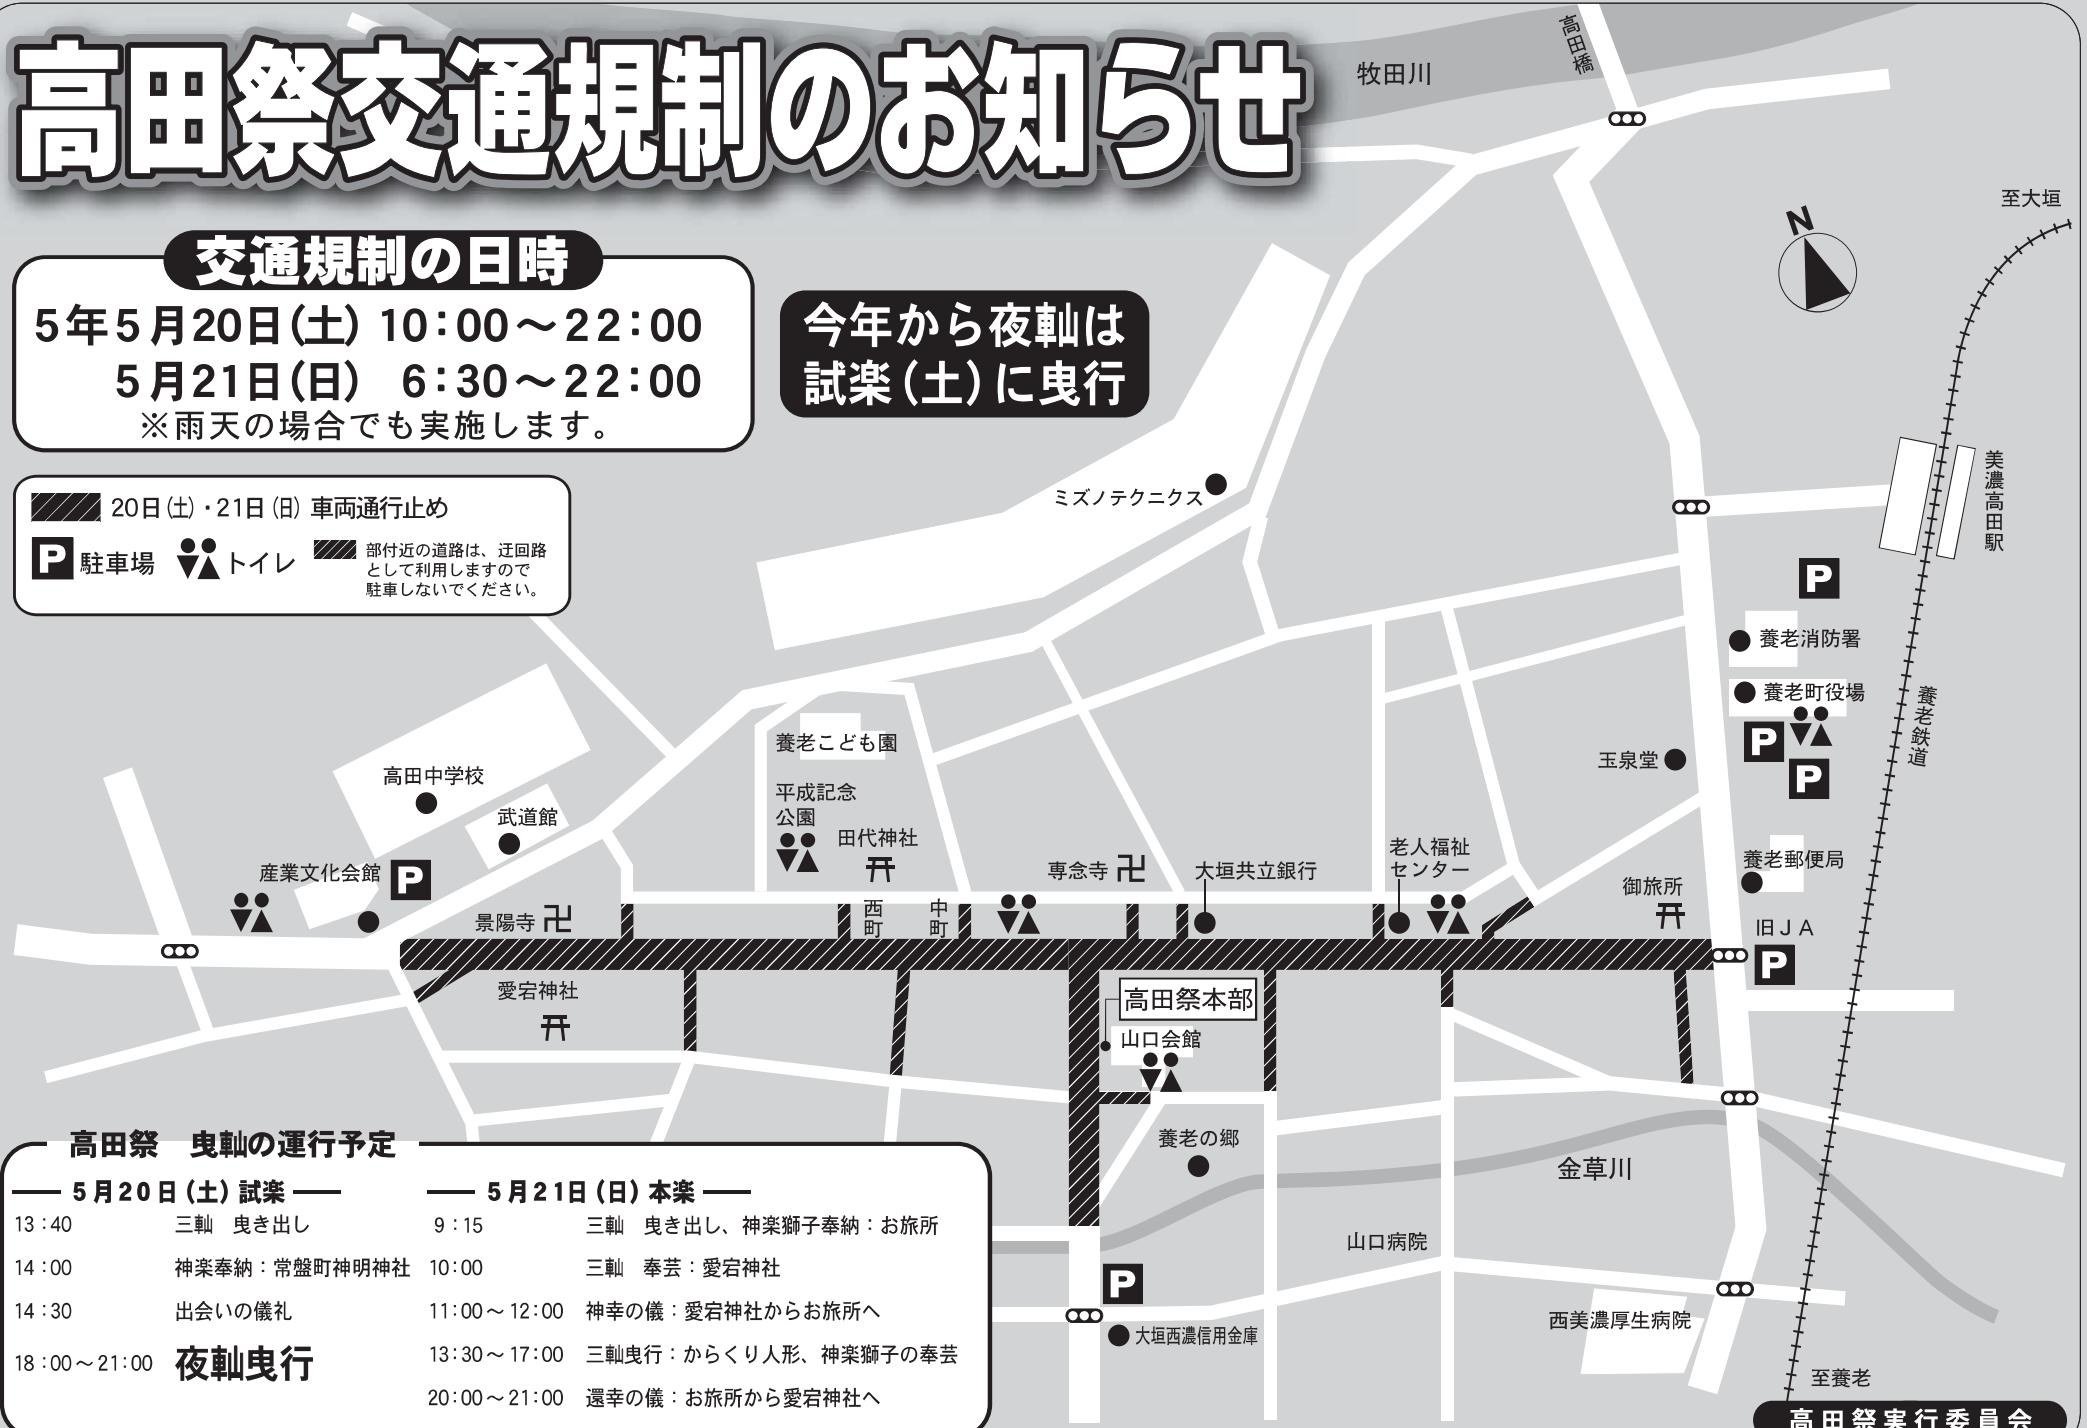 高田祭交通規制のお知らせ
交通規制の日時
5年5月20日(土) 10:00～22:00
5月21日(日) 6:30～22:00
※雨天の場合でも実施します。
今年から夜軕は
試楽(土)に曳行
20日(土)・21日(日) 車両通行止め
P 駐車場
トイレ
部付近の道路は、迂回路
として利用しますので
駐車しないでください。
高田橋
牧田川
N
至大垣
美濃高田駅
ミズノテクニクス
P
養老消防署
養老町役場
P
P
養老鉄道
玉泉堂
養老こども園
平成記念
公園
田代神社
高田中学校
武道館
産業文化会館
P
景陽寺
西町
中町
専念寺
大垣共立銀行
老人福祉
センター
御旅所
養老郵便局
旧JA
P
愛宕神社
高田祭本部
山口会館
養老の郷
金草川
山口病院
P
大垣西濃信用金庫
西美濃厚生病院
至養老
高田祭 曳軕の運行予定
5月20日(土)試楽
13:40 三軕 曳き出し
14:00 神楽奉納:常盤町神明神社
14:30 出会いの儀礼
18:00～21:00 夜軕曳行
5月21日(日)本楽
9:15 三軕 曳き出し、神楽獅子奉納:お旅所
10:00 三軕 奉芸:愛宕神社
11:00～12:00 神幸の儀:愛宕神社からお旅所へ
13:30～17:00 三軕曳行:からくり人形、神楽獅子の奉芸
20:00～21:00 還幸の儀:お旅所から愛宕神社へ
高田祭実行委員会